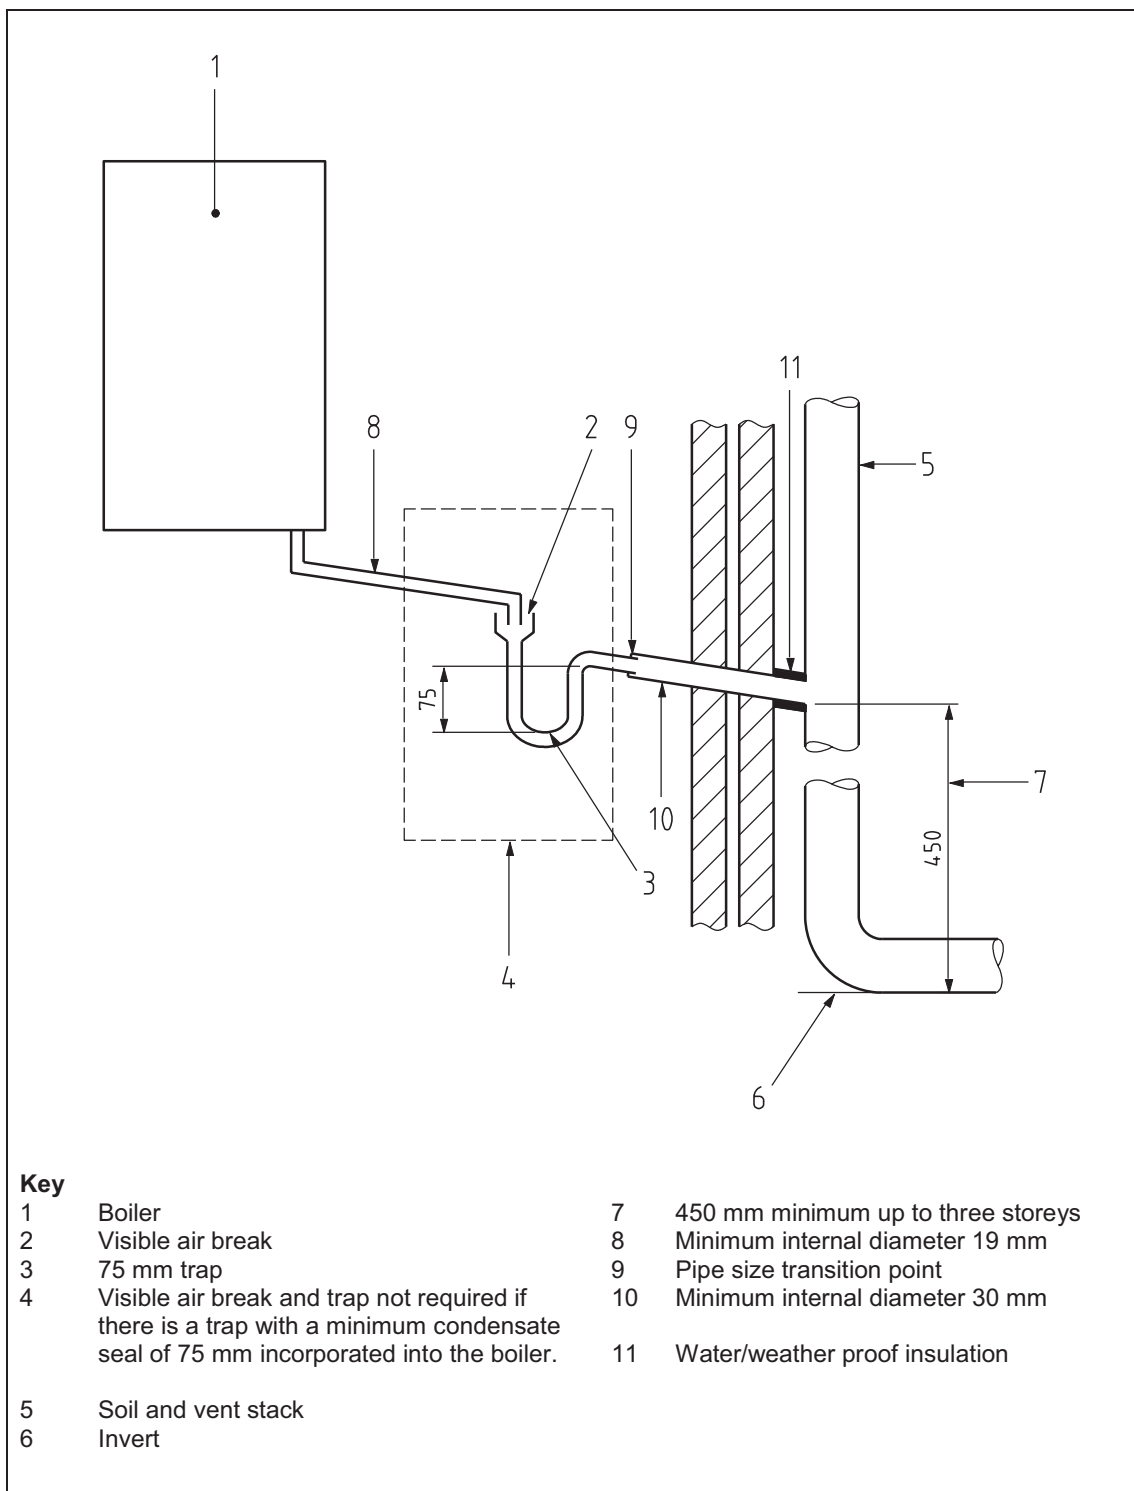 1
11
8
2
9
5
75
7
10
450
3
4
6
Key
1 Boiler
2 Visible air break
3 75 mm trap
4 Visible air break and trap not required if
there is a trap with a minimum condensate
seal of 75 mm incorporated into the boiler.
5 Soil and vent stack
6 Invert
7 450 mm minimum up to three storeys
8 Minimum internal diameter 19 mm
9 Pipe size transition point
10 Minimum internal diameter 30 mm
11 Water/weather proof insulation